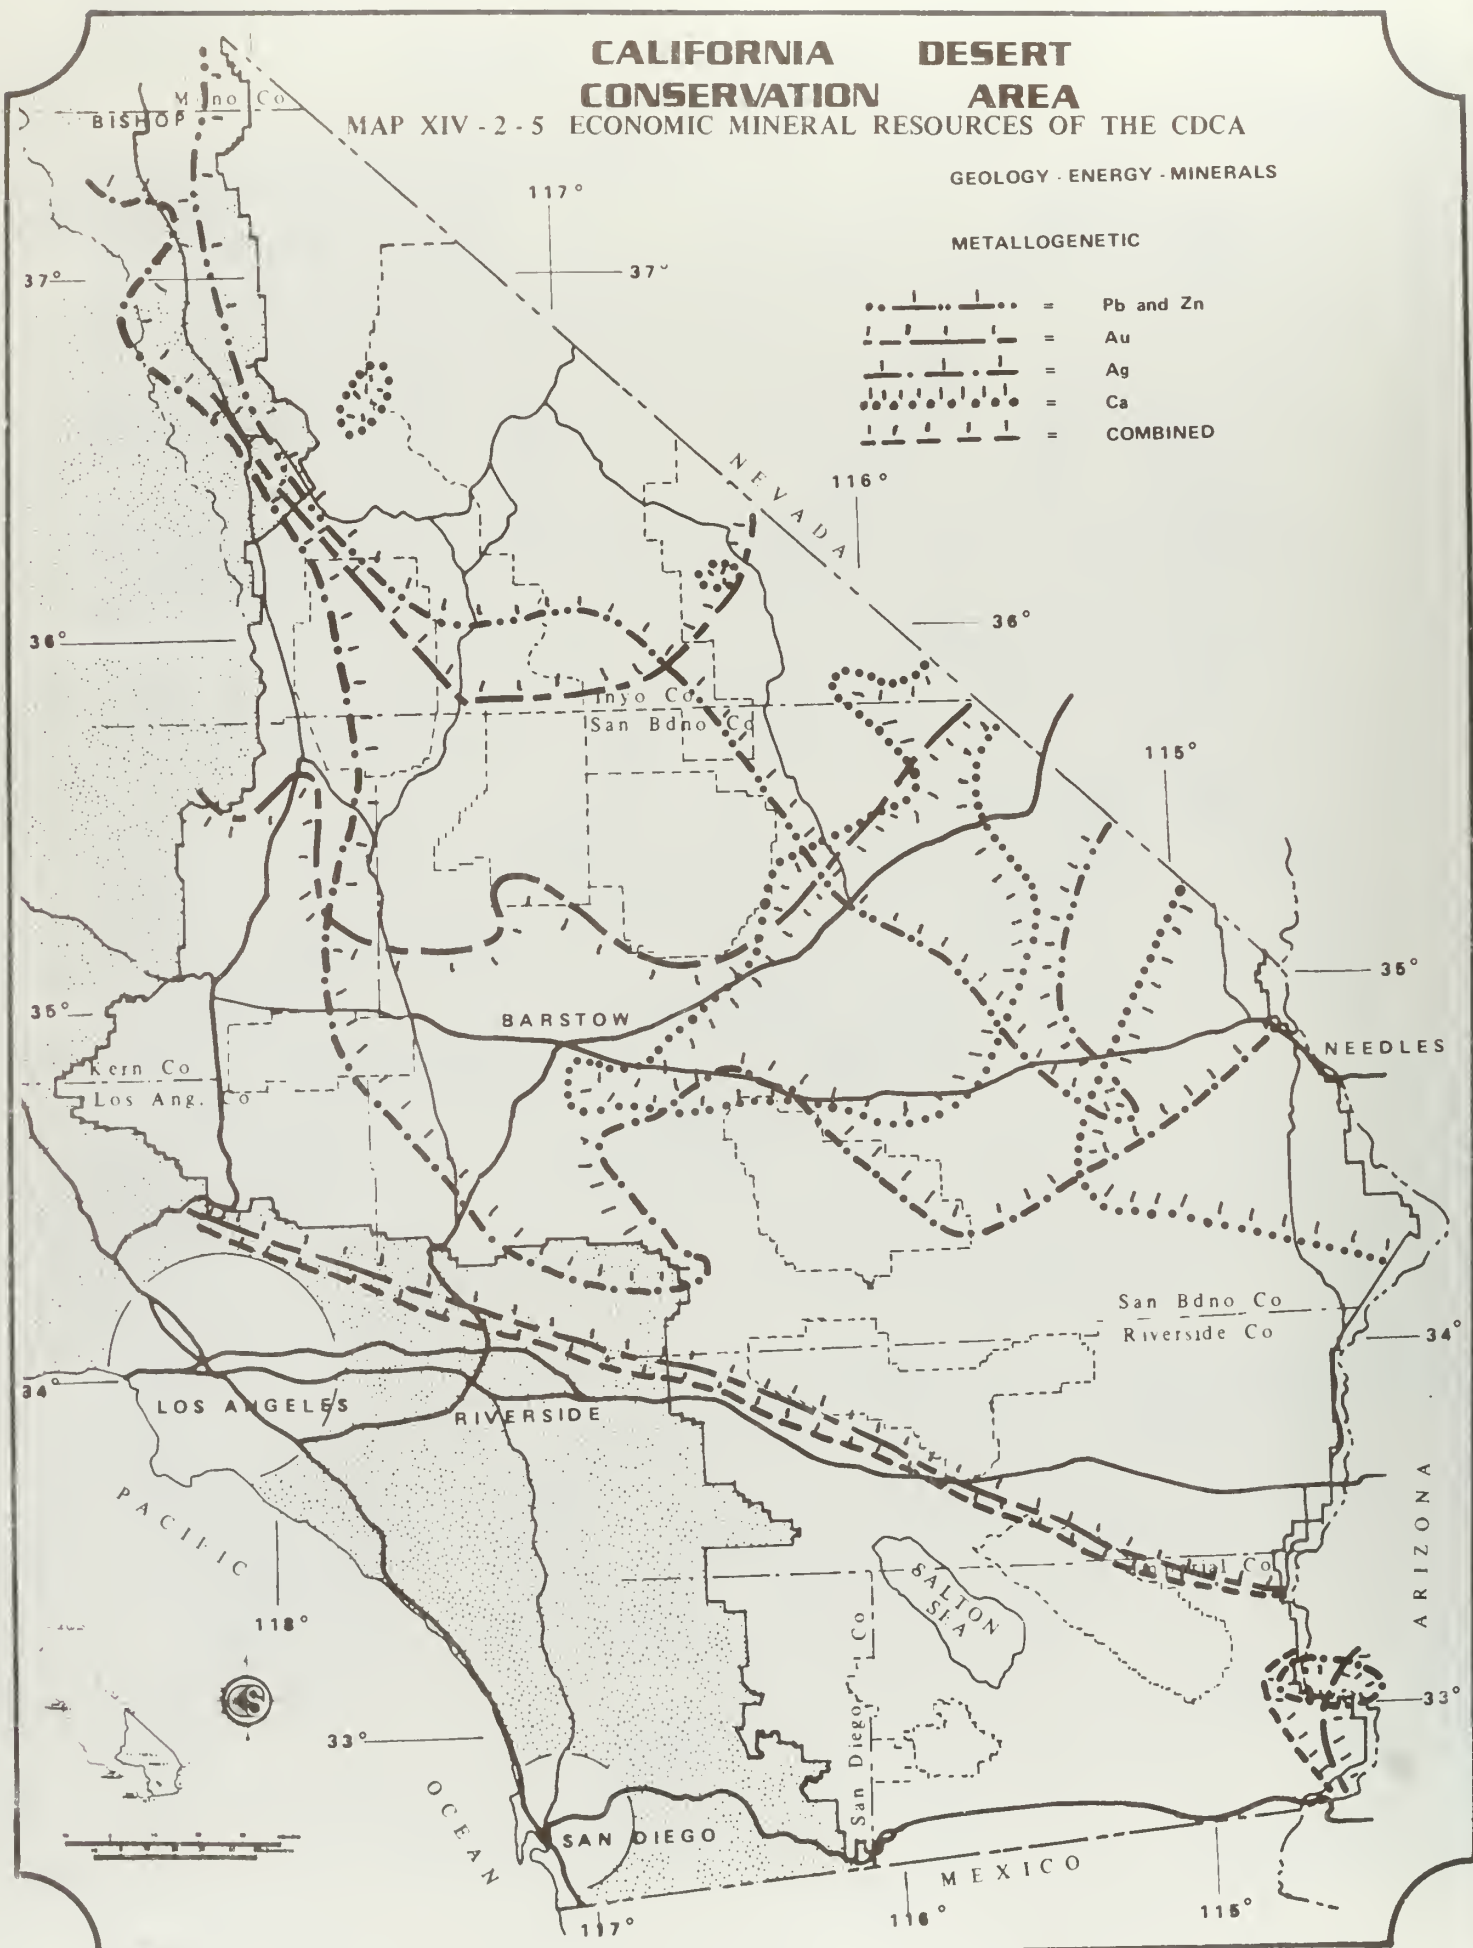 CALIFORNIA DESERT
CONSERVATION AREA
MAP XIV - 2 - 5 ECONOMIC MINERAL RESOURCES OF THE CDCA
GEOLOGY - ENERGY - MINERALS
METALLOGENETIC
= Pb and Zn
= Au
= Ag
= Ca
= COMBINED
Mono Co
BISHOP
117°
37°
37°
NEVADA
116°
36°
36°
Inyo Co
San Bdno Co
115°
35°
35°
BARSTOW
NEEDLES
Kern Co
Los Ang. Co
San Bdno Co
Riverside Co
34°
34°
LOS ANGELES
RIVERSIDE
PACIFIC
ARIZONA
Co
SALTON
SEA
118°
San Diego Co
33°
33°
OCEAN
SAN DIEGO
MEXICO
117°
116°
115°